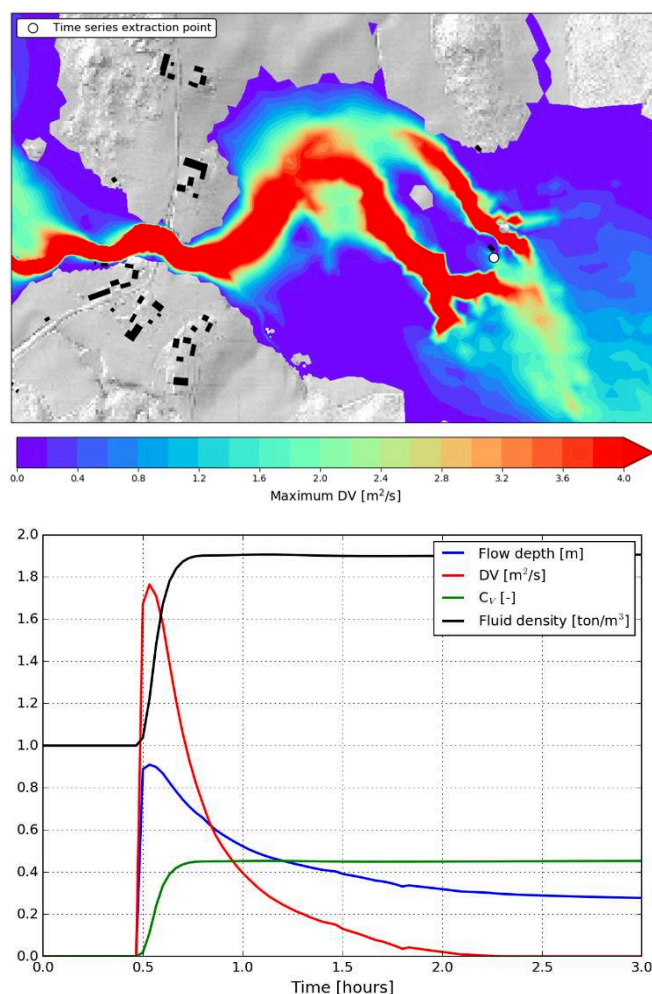 Time series extraction point
0.0 0.4 0.8 1.2 1.6 2.0 2.4 2.8 3.2 3.6 4.0
Maximum DV [m²/s]
2.0
1.8
1.6
1.4
1.2
1.0
0.8
0.6
0.4
0.2
0.0
Flow depth [m]
DV [m²/s]
C_V [-]
Fluid density [ton/m³]
0.0 0.5 1.0 1.5 2.0 2.5 3.0
Time [hours]